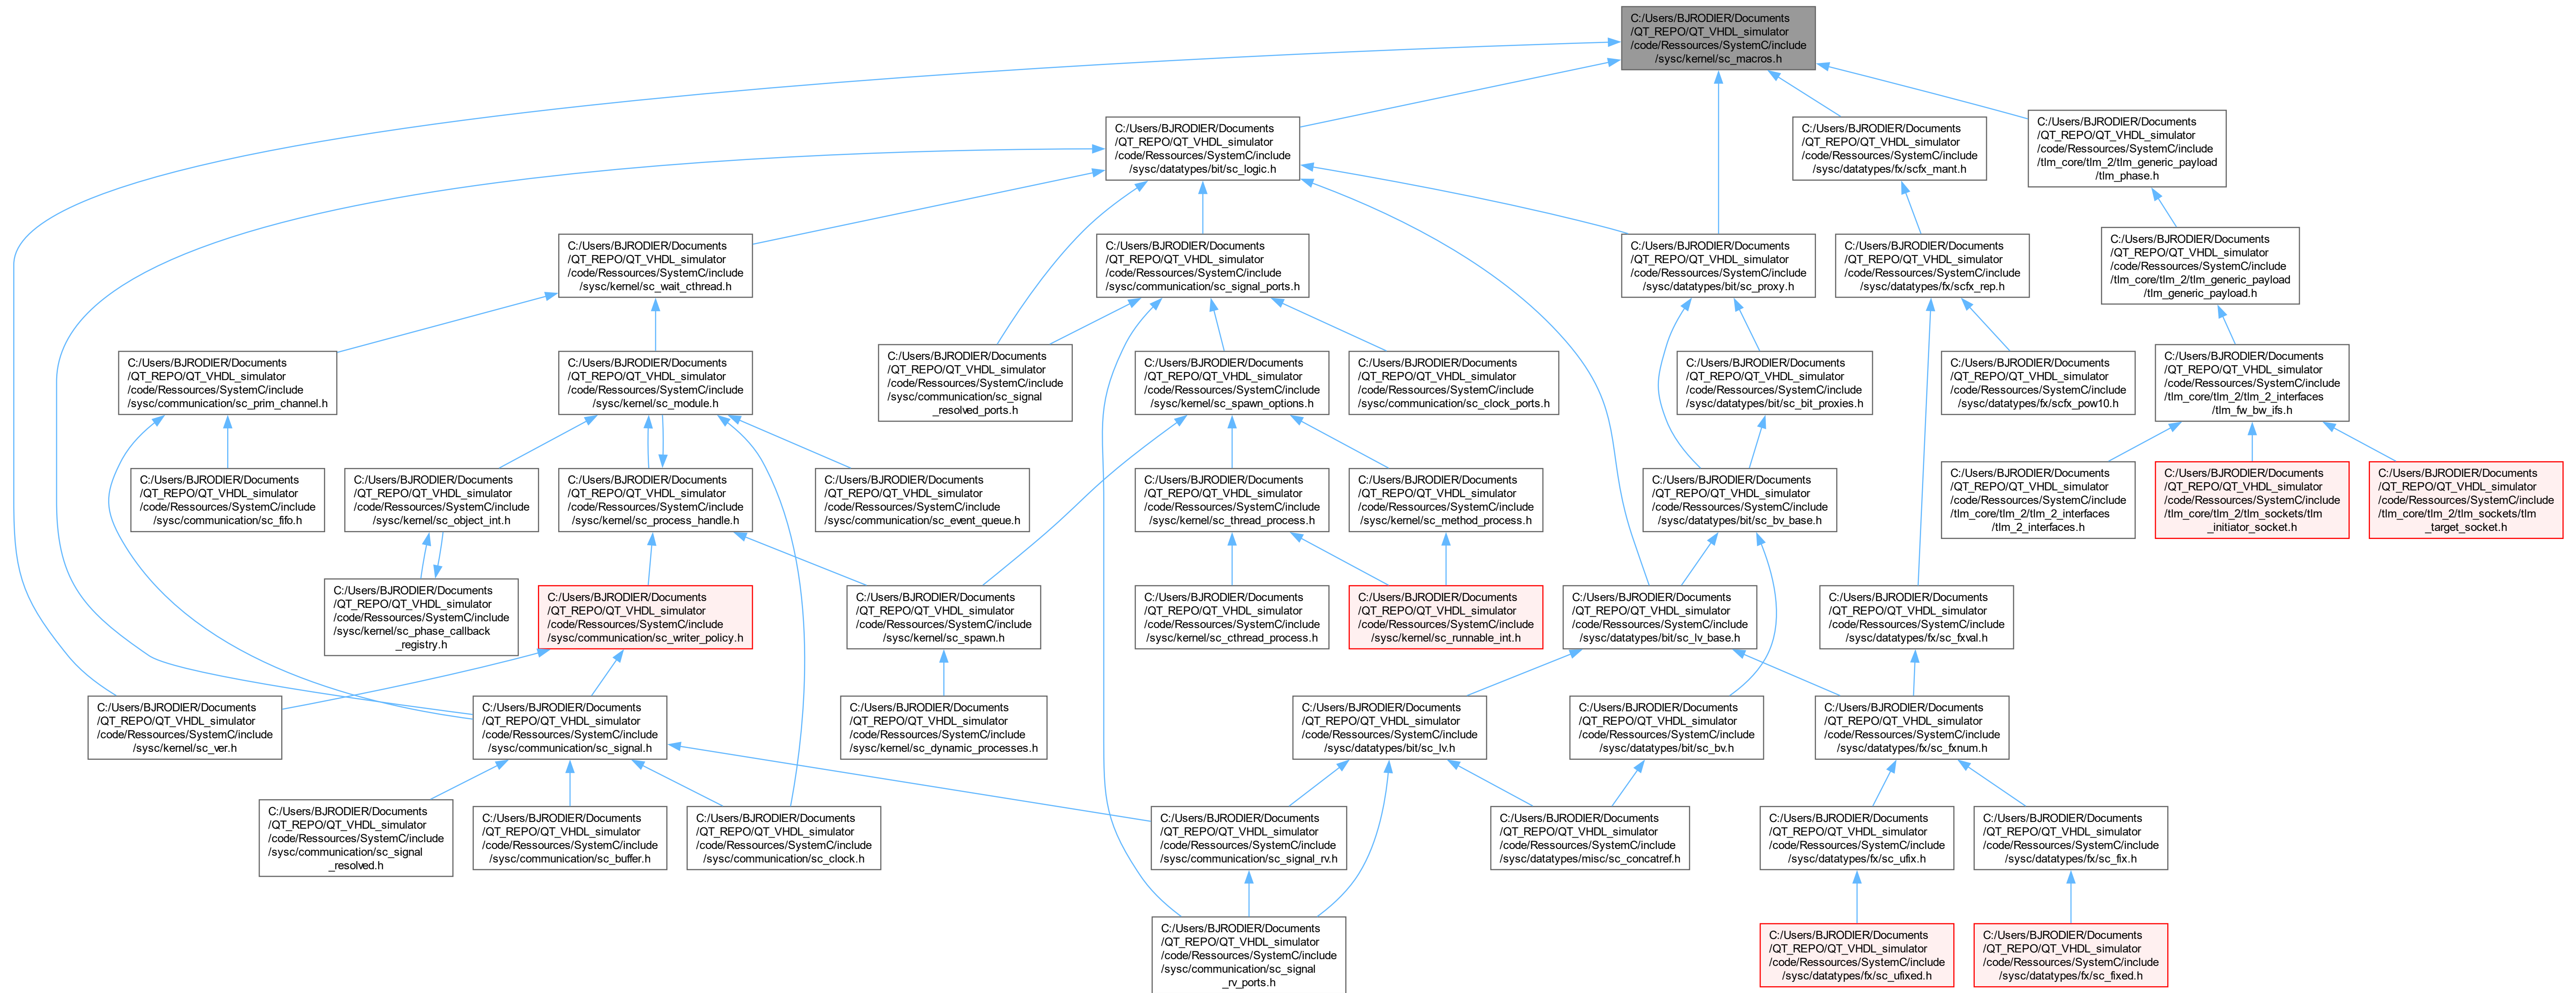 C:/Users/BJRODIER/Documents
/QT_REPO/QT_VHDL_simulator
/code/Ressources/SystemC/include
/sysc/kernel/sc_macros.h
C:/Users/BJRODIER/Documents
/QT_REPO/QT_VHDL_simulator
/code/Ressources/SystemC/include
/sysc/datatypes/bit/sc_logic.h
C:/Users/BJRODIER/Documents
/QT_REPO/QT_VHDL_simulator
/code/Ressources/SystemC/include
/sysc/datatypes/fx/scfx_mant.h
C:/Users/BJRODIER/Documents
/QT_REPO/QT_VHDL_simulator
/code/Ressources/SystemC/include
/tlm_core/tlm_2/tlm_generic_payload
/tlm_phase.h
C:/Users/BJRODIER/Documents
/QT_REPO/QT_VHDL_simulator
/code/Ressources/SystemC/include
/sysc/kernel/sc_wait_cthread.h
C:/Users/BJRODIER/Documents
/QT_REPO/QT_VHDL_simulator
/code/Ressources/SystemC/include
/sysc/communication/sc_signal_ports.h
C:/Users/BJRODIER/Documents
/QT_REPO/QT_VHDL_simulator
/code/Ressources/SystemC/include
/sysc/datatypes/bit/sc_proxy.h
C:/Users/BJRODIER/Documents
/QT_REPO/QT_VHDL_simulator
/code/Ressources/SystemC/include
/sysc/datatypes/fx/scfx_rep.h
C:/Users/BJRODIER/Documents
/QT_REPO/QT_VHDL_simulator
/code/Ressources/SystemC/include
/tlm_core/tlm_2/tlm_generic_payload
/tlm_generic_payload.h
C:/Users/BJRODIER/Documents
/QT_REPO/QT_VHDL_simulator
/code/Ressources/SystemC/include
/sysc/communication/sc_prim_channel.h
C:/Users/BJRODIER/Documents
/QT_REPO/QT_VHDL_simulator
/code/Ressources/SystemC/include
/sysc/kernel/sc_module.h
C:/Users/BJRODIER/Documents
/QT_REPO/QT_VHDL_simulator
/code/Ressources/SystemC/include
/sysc/communication/sc_signal
_resolved_ports.h
C:/Users/BJRODIER/Documents
/QT_REPO/QT_VHDL_simulator
/code/Ressources/SystemC/include
/sysc/kernel/sc_spawn_options.h
C:/Users/BJRODIER/Documents
/QT_REPO/QT_VHDL_simulator
/code/Ressources/SystemC/include
/sysc/communication/sc_clock_ports.h
C:/Users/BJRODIER/Documents
/QT_REPO/QT_VHDL_simulator
/code/Ressources/SystemC/include
/sysc/datatypes/bit/sc_bit_proxies.h
C:/Users/BJRODIER/Documents
/QT_REPO/QT_VHDL_simulator
/code/Ressources/SystemC/include
/sysc/datatypes/fx/scfx_pow10.h
C:/Users/BJRODIER/Documents
/QT_REPO/QT_VHDL_simulator
/code/Ressources/SystemC/include
/tlm_core/tlm_2/tlm_2_interfaces
/tlm_fw_bw_ifs.h
C:/Users/BJRODIER/Documents
/QT_REPO/QT_VHDL_simulator
/code/Ressources/SystemC/include
/sysc/communication/sc_fifo.h
C:/Users/BJRODIER/Documents
/QT_REPO/QT_VHDL_simulator
/code/Ressources/SystemC/include
/sysc/kernel/sc_object_int.h
C:/Users/BJRODIER/Documents
/QT_REPO/QT_VHDL_simulator
/code/Ressources/SystemC/include
/sysc/kernel/sc_process_handle.h
C:/Users/BJRODIER/Documents
/QT_REPO/QT_VHDL_simulator
/code/Ressources/SystemC/include
/sysc/communication/sc_event_queue.h
C:/Users/BJRODIER/Documents
/QT_REPO/QT_VHDL_simulator
/code/Ressources/SystemC/include
/sysc/kernel/sc_thread_process.h
C:/Users/BJRODIER/Documents
/QT_REPO/QT_VHDL_simulator
/code/Ressources/SystemC/include
/sysc/kernel/sc_method_process.h
C:/Users/BJRODIER/Documents
/QT_REPO/QT_VHDL_simulator
/code/Ressources/SystemC/include
/sysc/datatypes/bit/sc_bv_base.h
C:/Users/BJRODIER/Documents
/QT_REPO/QT_VHDL_simulator
/code/Ressources/SystemC/include
/tlm_core/tlm_2/tlm_2_interfaces
/tlm_2_interfaces.h
C:/Users/BJRODIER/Documents
/QT_REPO/QT_VHDL_simulator
/code/Ressources/SystemC/include
/tlm_core/tlm_2/tlm_sockets/tlm
_initiator_socket.h
C:/Users/BJRODIER/Documents
/QT_REPO/QT_VHDL_simulator
/code/Ressources/SystemC/include
/tlm_core/tlm_2/tlm_sockets/tlm
_target_socket.h
C:/Users/BJRODIER/Documents
/QT_REPO/QT_VHDL_simulator
/code/Ressources/SystemC/include
/sysc/kernel/sc_phase_callback
_registry.h
C:/Users/BJRODIER/Documents
/QT_REPO/QT_VHDL_simulator
/code/Ressources/SystemC/include
/sysc/communication/sc_writer_policy.h
C:/Users/BJRODIER/Documents
/QT_REPO/QT_VHDL_simulator
/code/Ressources/SystemC/include
/sysc/kernel/sc_spawn.h
C:/Users/BJRODIER/Documents
/QT_REPO/QT_VHDL_simulator
/code/Ressources/SystemC/include
/sysc/kernel/sc_cthread_process.h
C:/Users/BJRODIER/Documents
/QT_REPO/QT_VHDL_simulator
/code/Ressources/SystemC/include
/sysc/kernel/sc_runnable_int.h
C:/Users/BJRODIER/Documents
/QT_REPO/QT_VHDL_simulator
/code/Ressources/SystemC/include
/sysc/datatypes/bit/sc_lv_base.h
C:/Users/BJRODIER/Documents
/QT_REPO/QT_VHDL_simulator
/code/Ressources/SystemC/include
/sysc/datatypes/fx/sc_fxval.h
C:/Users/BJRODIER/Documents
/QT_REPO/QT_VHDL_simulator
/code/Ressources/SystemC/include
/sysc/kernel/sc_ver.h
C:/Users/BJRODIER/Documents
/QT_REPO/QT_VHDL_simulator
/code/Ressources/SystemC/include
/sysc/communication/sc_signal.h
C:/Users/BJRODIER/Documents
/QT_REPO/QT_VHDL_simulator
/code/Ressources/SystemC/include
/sysc/kernel/sc_dynamic_processes.h
C:/Users/BJRODIER/Documents
/QT_REPO/QT_VHDL_simulator
/code/Ressources/SystemC/include
/sysc/datatypes/bit/sc_lv.h
C:/Users/BJRODIER/Documents
/QT_REPO/QT_VHDL_simulator
/code/Ressources/SystemC/include
/sysc/datatypes/bit/sc_bv.h
C:/Users/BJRODIER/Documents
/QT_REPO/QT_VHDL_simulator
/code/Ressources/SystemC/include
/sysc/datatypes/fx/sc_fxnum.h
C:/Users/BJRODIER/Documents
/QT_REPO/QT_VHDL_simulator
/code/Ressources/SystemC/include
/sysc/communication/sc_signal
_resolved.h
C:/Users/BJRODIER/Documents
/QT_REPO/QT_VHDL_simulator
/code/Ressources/SystemC/include
/sysc/communication/sc_buffer.h
C:/Users/BJRODIER/Documents
/QT_REPO/QT_VHDL_simulator
/code/Ressources/SystemC/include
/sysc/communication/sc_clock.h
C:/Users/BJRODIER/Documents
/QT_REPO/QT_VHDL_simulator
/code/Ressources/SystemC/include
/sysc/communication/sc_signal_rv.h
C:/Users/BJRODIER/Documents
/QT_REPO/QT_VHDL_simulator
/code/Ressources/SystemC/include
/sysc/datatypes/misc/sc_concatref.h
C:/Users/BJRODIER/Documents
/QT_REPO/QT_VHDL_simulator
/code/Ressources/SystemC/include
/sysc/datatypes/fx/sc_ufix.h
C:/Users/BJRODIER/Documents
/QT_REPO/QT_VHDL_simulator
/code/Ressources/SystemC/include
/sysc/datatypes/fx/sc_fix.h
C:/Users/BJRODIER/Documents
/QT_REPO/QT_VHDL_simulator
/code/Ressources/SystemC/include
/sysc/communication/sc_signal
_rv_ports.h
C:/Users/BJRODIER/Documents
/QT_REPO/QT_VHDL_simulator
/code/Ressources/SystemC/include
/sysc/datatypes/fx/sc_ufixed.h
C:/Users/BJRODIER/Documents
/QT_REPO/QT_VHDL_simulator
/code/Ressources/SystemC/include
/sysc/datatypes/fx/sc_fixed.h